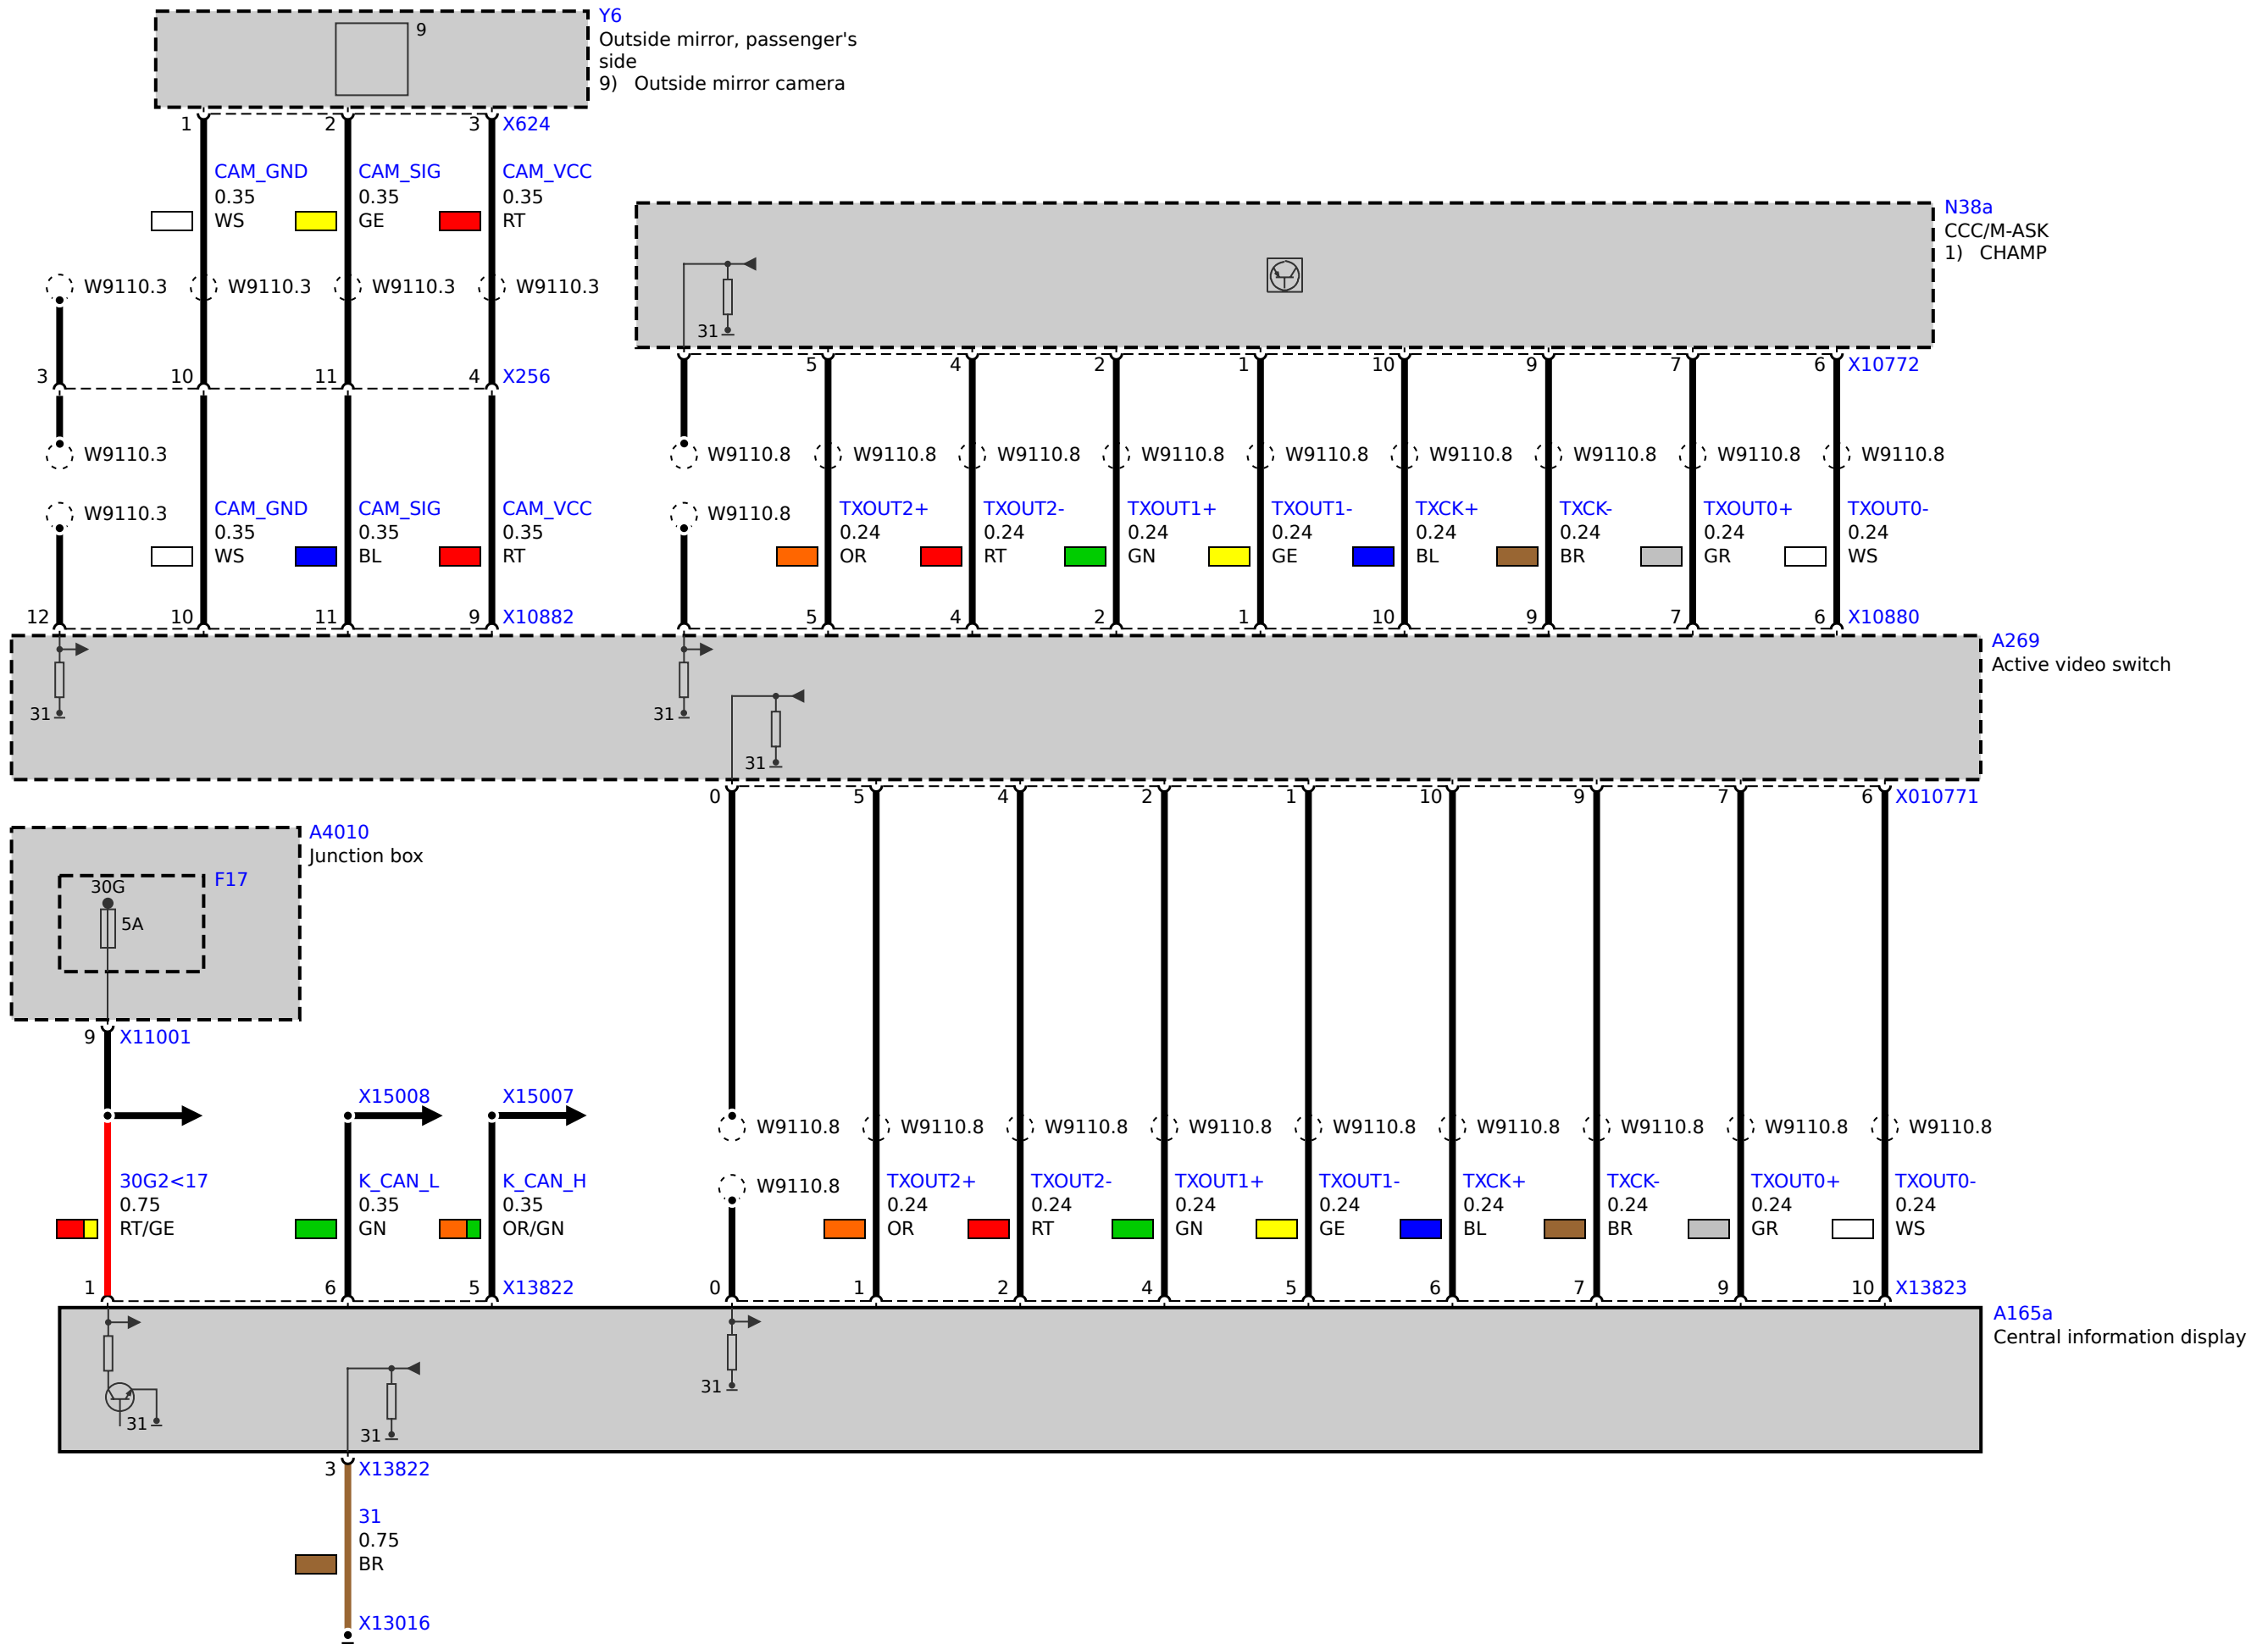 Y6
Outside mirror, passenger's
side
9) Outside mirror camera
9
1 2 3 X624
CAM_GND CAM_SIG CAM_VCC
0.35 0.35 0.35
WS GE RT
W9110.3 W9110.3 W9110.3 W9110.3
3 10 11 4 X256
N38a
CCC/M-ASK
1) CHAMP
31
5 4 2 1 10 9 7 6 X10772
W9110.3
W9110.8 W9110.8 W9110.8 W9110.8 W9110.8 W9110.8 W9110.8 W9110.8 W9110.8
W9110.3 CAM_GND CAM_SIG CAM_VCC
0.35 0.35 0.35
WS BL RT
W9110.8 TXOUT2+ TXOUT2- TXOUT1+ TXOUT1- TXCK+ TXCK- TXOUT0+ TXOUT0-
0.24 0.24 0.24 0.24 0.24 0.24 0.24 0.24
OR RT GN GE BL BR GR WS
12 10 11 9 X10882
5 4 2 1 10 9 7 6 X10880
A269
Active video switch
31 31
31
0 5 4 2 1 10 9 7 6 X010771
A4010
Junction box
F17
30G
5A
9 X11001
X15008 X15007
W9110.8 W9110.8 W9110.8 W9110.8 W9110.8 W9110.8 W9110.8 W9110.8 W9110.8
W9110.8
30G2<17 K_CAN_L K_CAN_H TXOUT2+ TXOUT2- TXOUT1+ TXOUT1- TXCK+ TXCK- TXOUT0+ TXOUT0-
0.75 0.35 0.35 0.24 0.24 0.24 0.24 0.24 0.24 0.24 0.24
RT/GE GN OR/GN OR RT GN GE BL BR GR WS
1 6 5 X13822 0 1 2 4 5 6 7 9 10 X13823
A165a
Central information display
31
31 31
3 X13822
31
0.75
BR
X13016